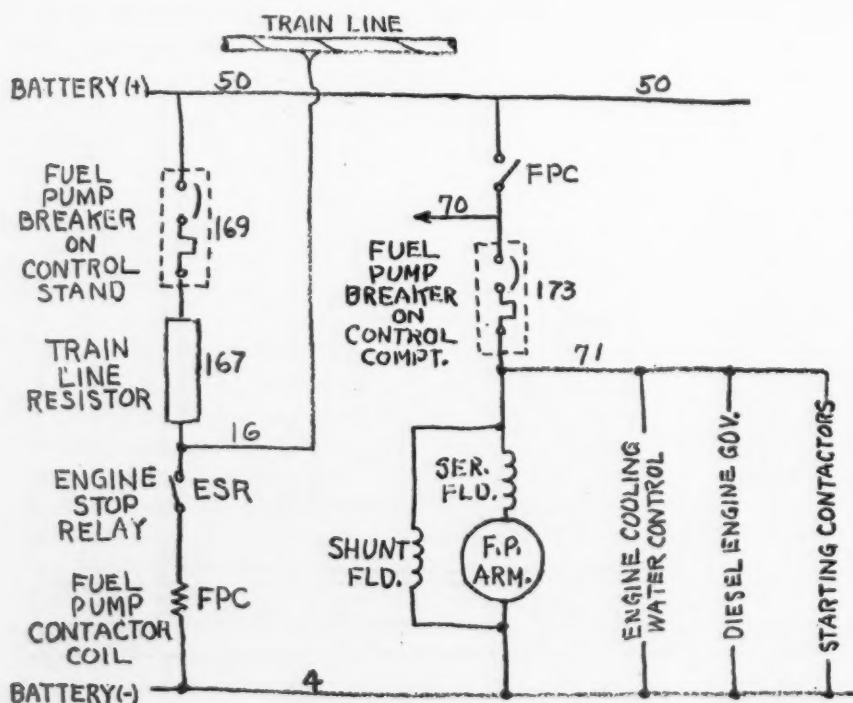 TRAIN LINE
BATTERY(+)
50
50
FUEL
PUMP
BREAKER
ON
CONTROL
STAND
169
FPC
70
FUEL
PUMP
BREAKER
ON
CONTROL
COMPT.
173
TRAIN
LINE
RESISTOR
167
71
16
ENGINE
STOP
RELAY
ESR
SER.
FLD.
SHUNT
FLD.
F.P.
ARM.
ENGINE COOLING
WATER CONTROL
DIESEL ENGINE GOV.
STARTING CONTACTORS
FUEL
PUMP
CONTACTOR
COIL
FPC
BATTERY(-)
4